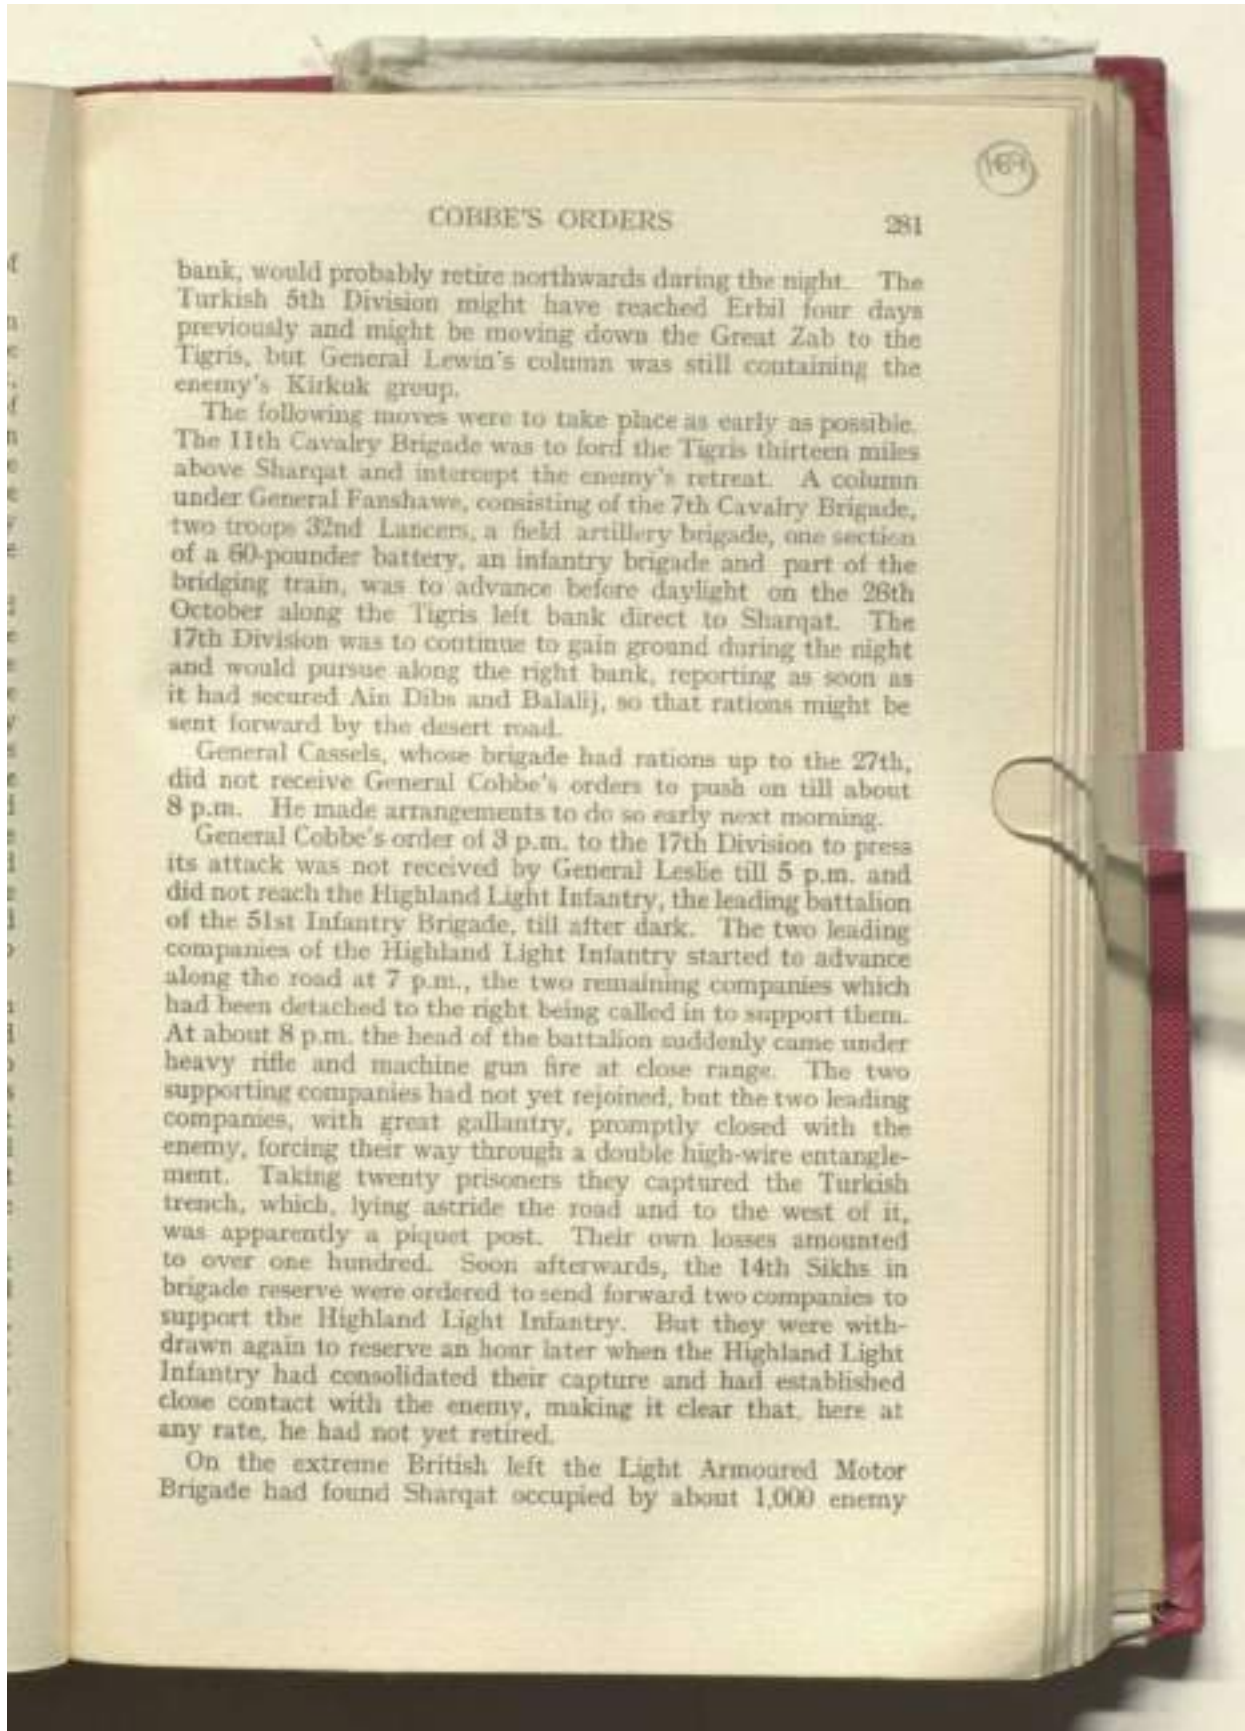 COBBE'S ORDERS 281
bank, would probably retire northwards during the night. The
Turkish 5th Division might have reached Erbil four days
previously and might be moving down the Great Zab to the
Tigris, but General Lewin's column was still containing the
enemy's Kirkuk group.
The following moves were to take place as early as possible.
The 11th Cavalry Brigade was to ford the Tigris thirteen miles
above Sharqat and intercept the enemy's retreat. A column
under General Fanshawe, consisting of the 7th Cavalry Brigade,
two troops 32nd Lancers, a field artillery brigade, one section
of a 60-pounder battery, an infantry brigade and part of the
bridging train, was to advance before daylight on the 26th
October along the Tigris left bank direct to Sharqat. The
17th Division was to continue to gain ground during the night
and would pursue along the right bank, reporting as soon as
it had secured Ain Dibs and Balalij, so that rations might be
sent forward by the desert road.
General Cassels, whose brigade had rations up to the 27th,
did not receive General Cobbe's orders to push on till about
8 p.m. He made arrangements to do so early next morning.
General Cobbe's order of 3 p.m. to the 17th Division to press
its attack was not received by General Leslie till 5 p.m. and
did not reach the Highland Light Infantry, the leading battalion
of the 51st Infantry Brigade, till after dark. The two leading
companies of the Highland Light Infantry started to advance
along the road at 7 p.m., the two remaining companies which
had been detached to the right being called in to support them.
At about 8 p.m. the head of the battalion suddenly came under
heavy rifle and machine gun fire at close range. The two
supporting companies had not yet rejoined, but the two leading
companies, with great gallantry, promptly closed with the
enemy, forcing their way through a double high-wire entangle-
ment. Taking twenty prisoners they captured the Turkish
trench, which, lying astride the road and to the west of it,
was apparently a piquet post. Their own losses amounted
to over one hundred. Soon afterwards, the 14th Sikhs in
brigade reserve were ordered to send forward two companies to
support the Highland Light Infantry. But they were with-
drawn again to reserve an hour later when the Highland Light
Infantry had consolidated their capture and had established
close contact with the enemy, making it clear that, here at
any rate, he had not yet retired.
On the extreme British left the Light Armoured Motor
Brigade had found Sharqat occupied by about 1,000 enemy